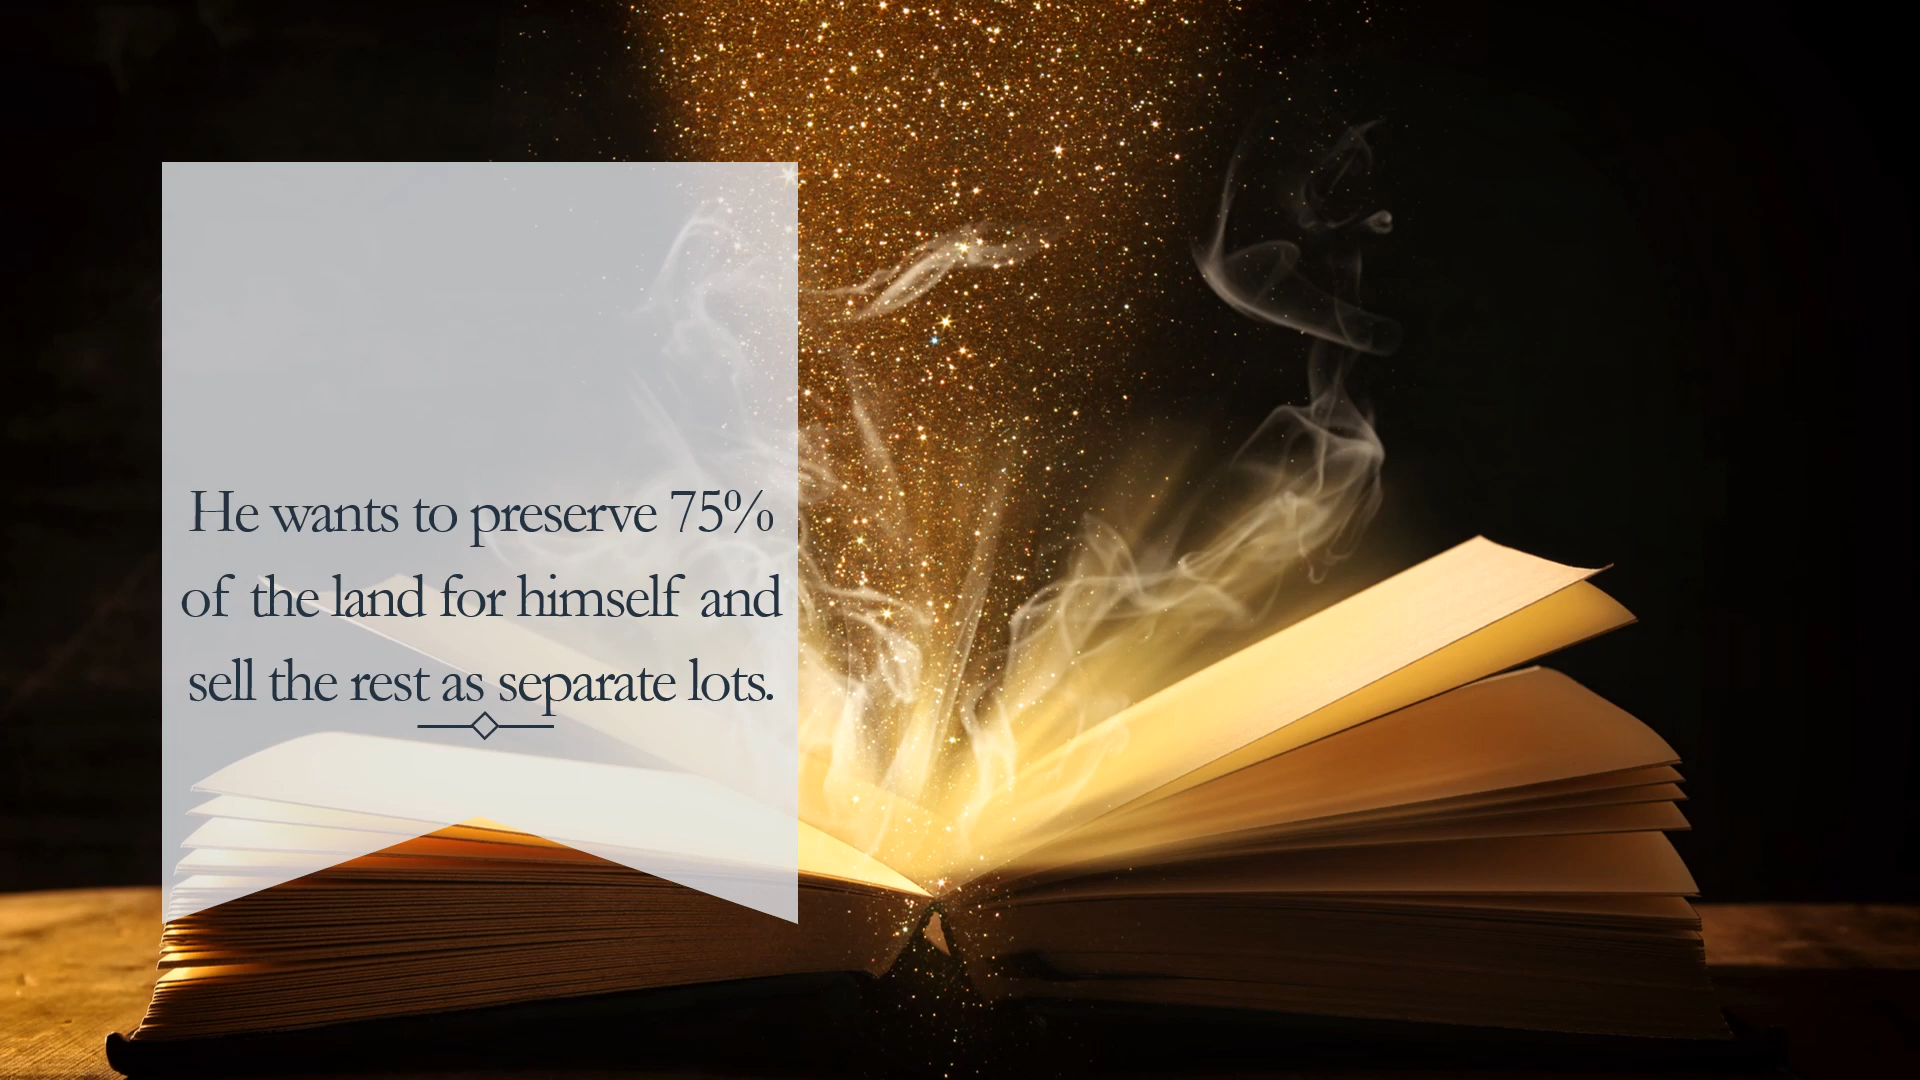 He wants to preserve 75%
of the land for himself and
sell the rest as separate lots.